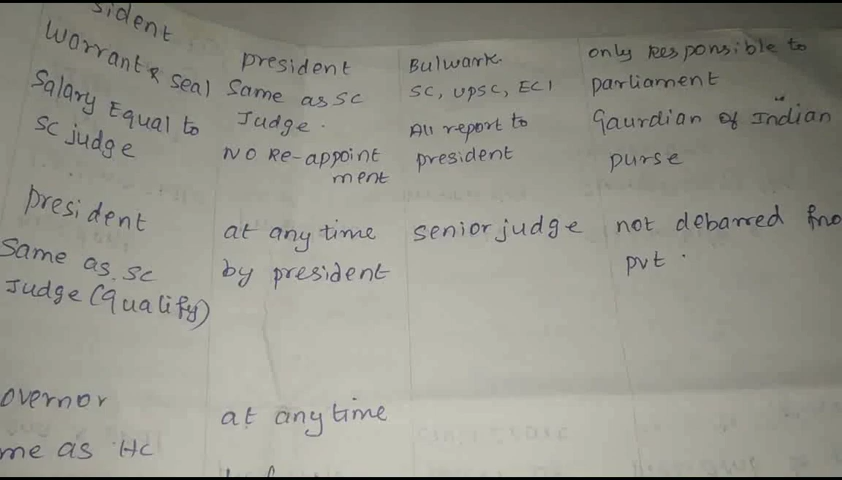 sident
Warrant & seal
Salary Equal to
SC judge
president
Same as SC
Judge.
NO Re-appoint
ment
Bulwark.
SC, UPSC, ECI
All report to
president
only Responsible to
parliament
Gaurdian of Indian
purse
president
Same as SC
Judge (qualify)
at any time
by president
senior judge
not debarred fro
pvt.
overnor
me as HC
at any time